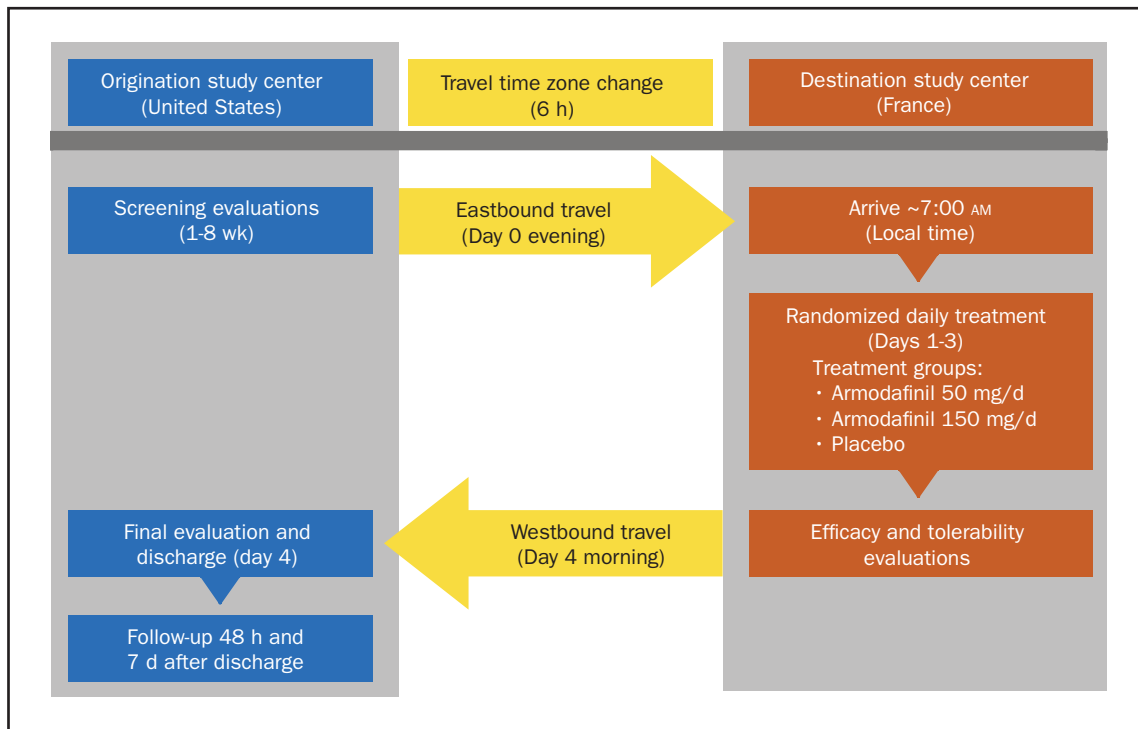 Origination study center
(United States)
Travel time zone change
(6 h)
Destination study center
(France)
Screening evaluations
(1-8 wk)
Eastbound travel
(Day 0 evening)
Arrive ~7:00 AM
(Local time)
Randomized daily treatment
(Days 1-3)
Treatment groups:
· Armodafinil 50 mg/d
· Armodafinil 150 mg/d
· Placebo
Final evaluation and
discharge (day 4)
Westbound travel
(Day 4 morning)
Efficacy and tolerability
evaluations
Follow-up 48 h and
7 d after discharge